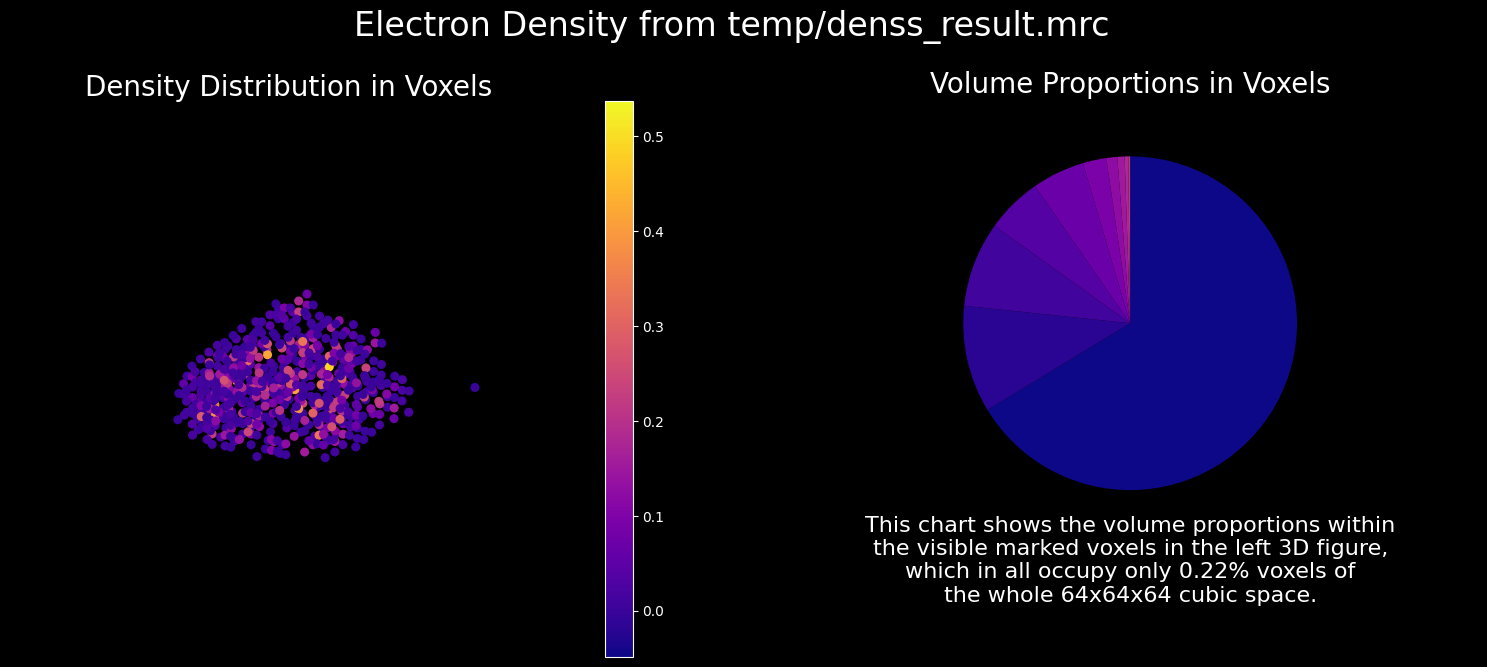 Electron Density from temp/denss_result.mrc
Density Distribution in Voxels
Volume Proportions in Voxels
0.5
0.4
0.3
0.2
0.1
0.0
This chart shows the volume proportions within
the visible marked voxels in the left 3D figure,
which in all occupy only 0.22% voxels of
the whole 64x64x64 cubic space.